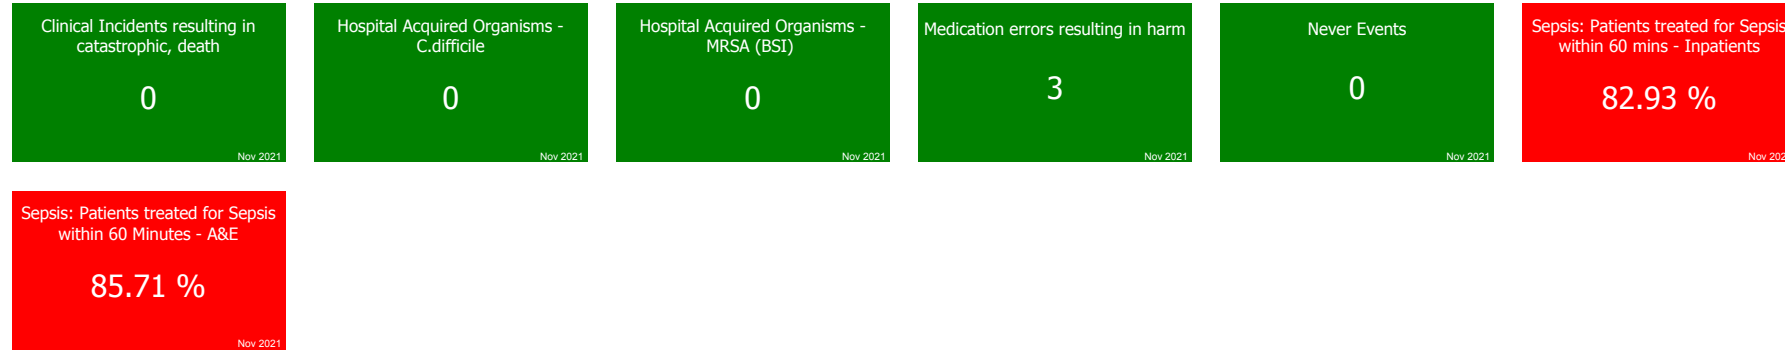 Clinical Incidents resulting in
catastrophic, death
0
Nov 2021
Hospital Acquired Organisms -
C.difficile
0
Nov 2021
Hospital Acquired Organisms -
MRSA (BSI)
0
Nov 2021
Medication errors resulting in harm
3
Nov 2021
Never Events
0
Nov 2021
Sepsis: Patients treated for Sepsis
within 60 mins - Inpatients
82.93 %
Nov 202
Sepsis: Patients treated for Sepsis
within 60 Minutes - A&E
85.71 %
Nov 2021